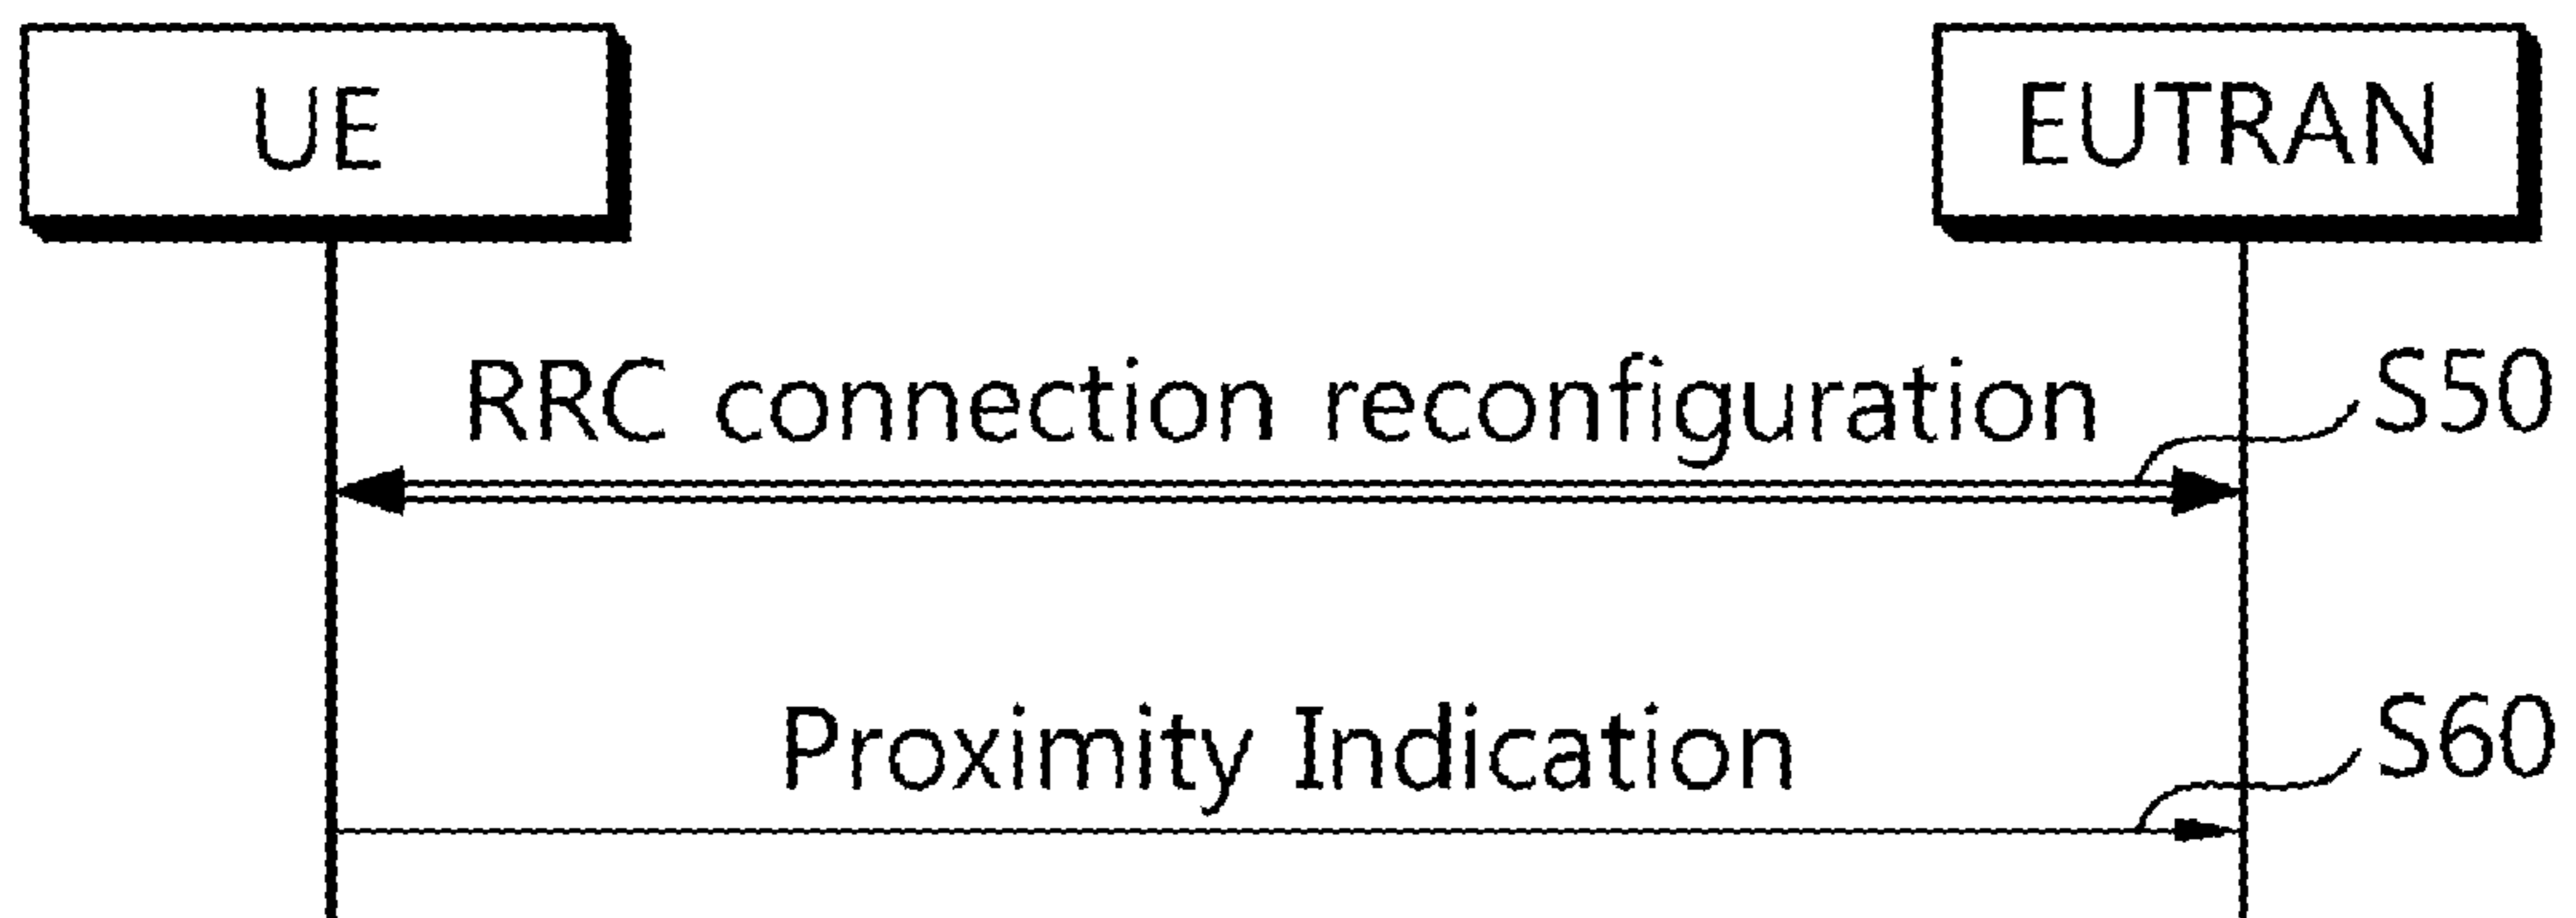 UE
EUTRAN
RRC connection reconfiguration
S50
Proximity Indication
S60